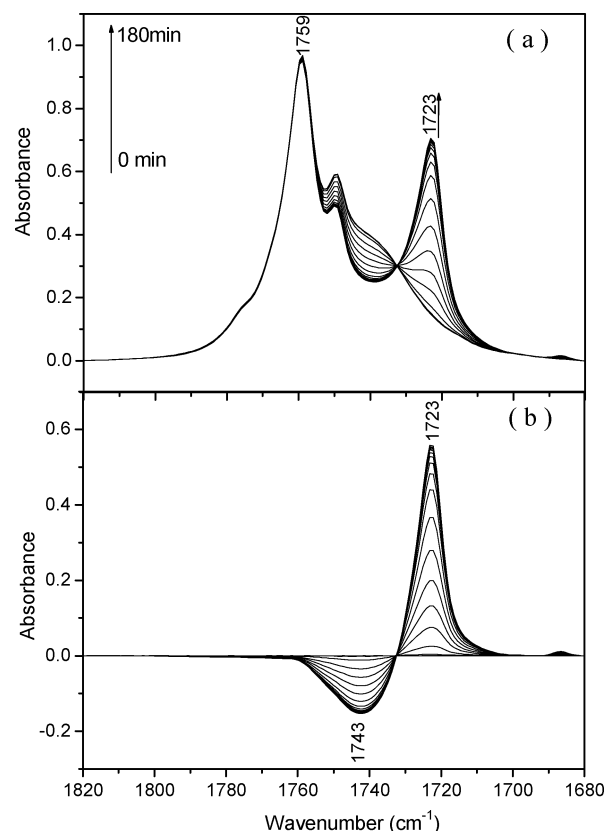 180min
0 min
1759
( a )
1723
1.0
0.8
0.6
0.4
0.2
0.0
Absorbance
( b )
1723
0.6
0.4
0.2
0.0
-0.2
Absorbance
1743
1820 1800 1780 1760 1740 1720 1700 1680
Wavenumber (cm-1)